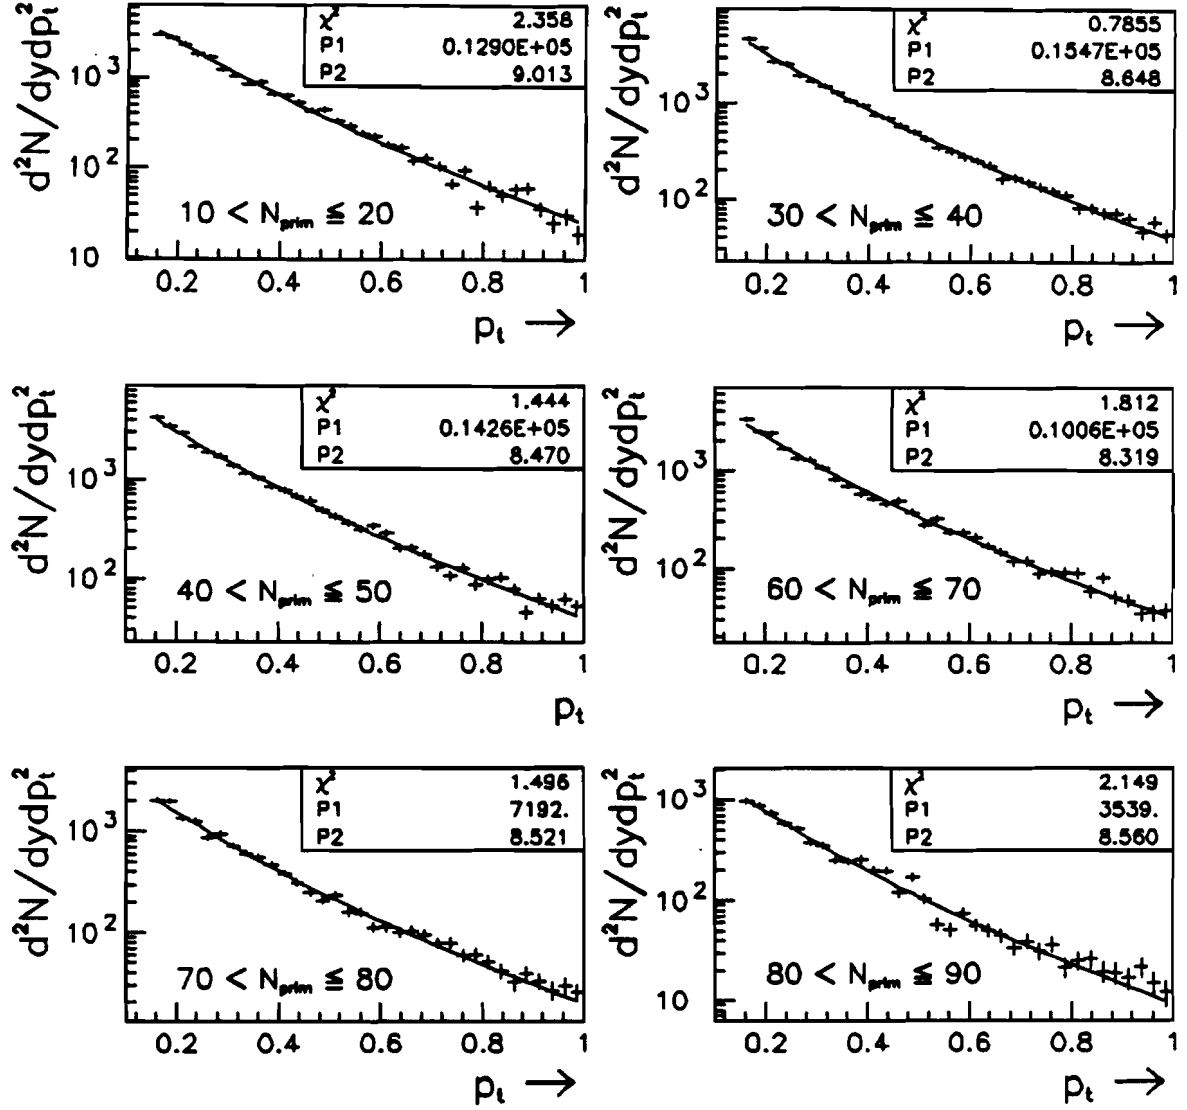 d²N/dydpₜ²
χ² 2.358
P1 0.1290E+05
P2 9.013
10³
10²
10
10 < Nprim ≦ 20
0.2 0.4 0.6 0.8 1
pₜ →
d²N/dydpₜ²
χ² 0.7855
P1 0.1547E+05
P2 8.648
10³
10²
30 < Nprim ≦ 40
0.2 0.4 0.6 0.8 1
pₜ →
d²N/dydpₜ²
χ² 1.444
P1 0.1426E+05
P2 8.470
10³
10²
40 < Nprim ≦ 50
0.2 0.4 0.6 0.8 1
pₜ
d²N/dydpₜ²
χ² 1.812
P1 0.1006E+05
P2 8.319
10³
10²
60 < Nprim ≦ 70
0.2 0.4 0.6 0.8 1
pₜ →
d²N/dydpₜ²
χ² 1.496
P1 7192.
P2 8.521
10³
10²
70 < Nprim ≦ 80
0.2 0.4 0.6 0.8 1
pₜ →
d²N/dydpₜ²
χ² 2.149
P1 3539.
P2 8.560
10³
10²
10
80 < Nprim ≦ 90
0.2 0.4 0.6 0.8 1
pₜ →